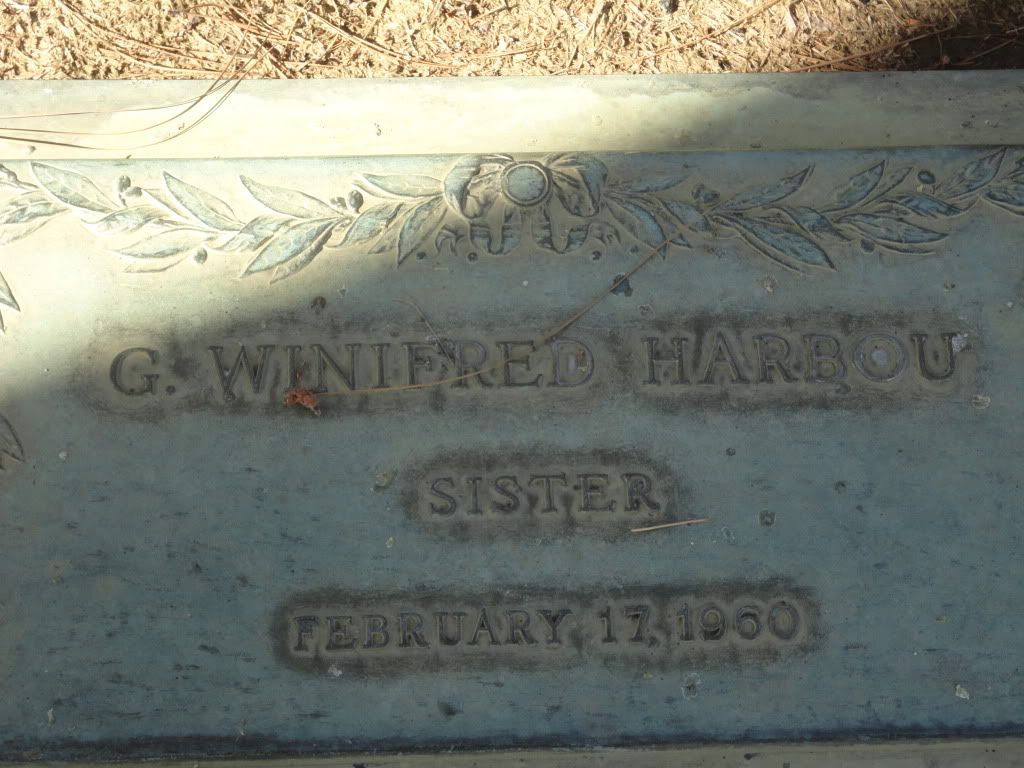 G. WINIFRED HARBOU
SISTER
FEBRUARY 17, 1960